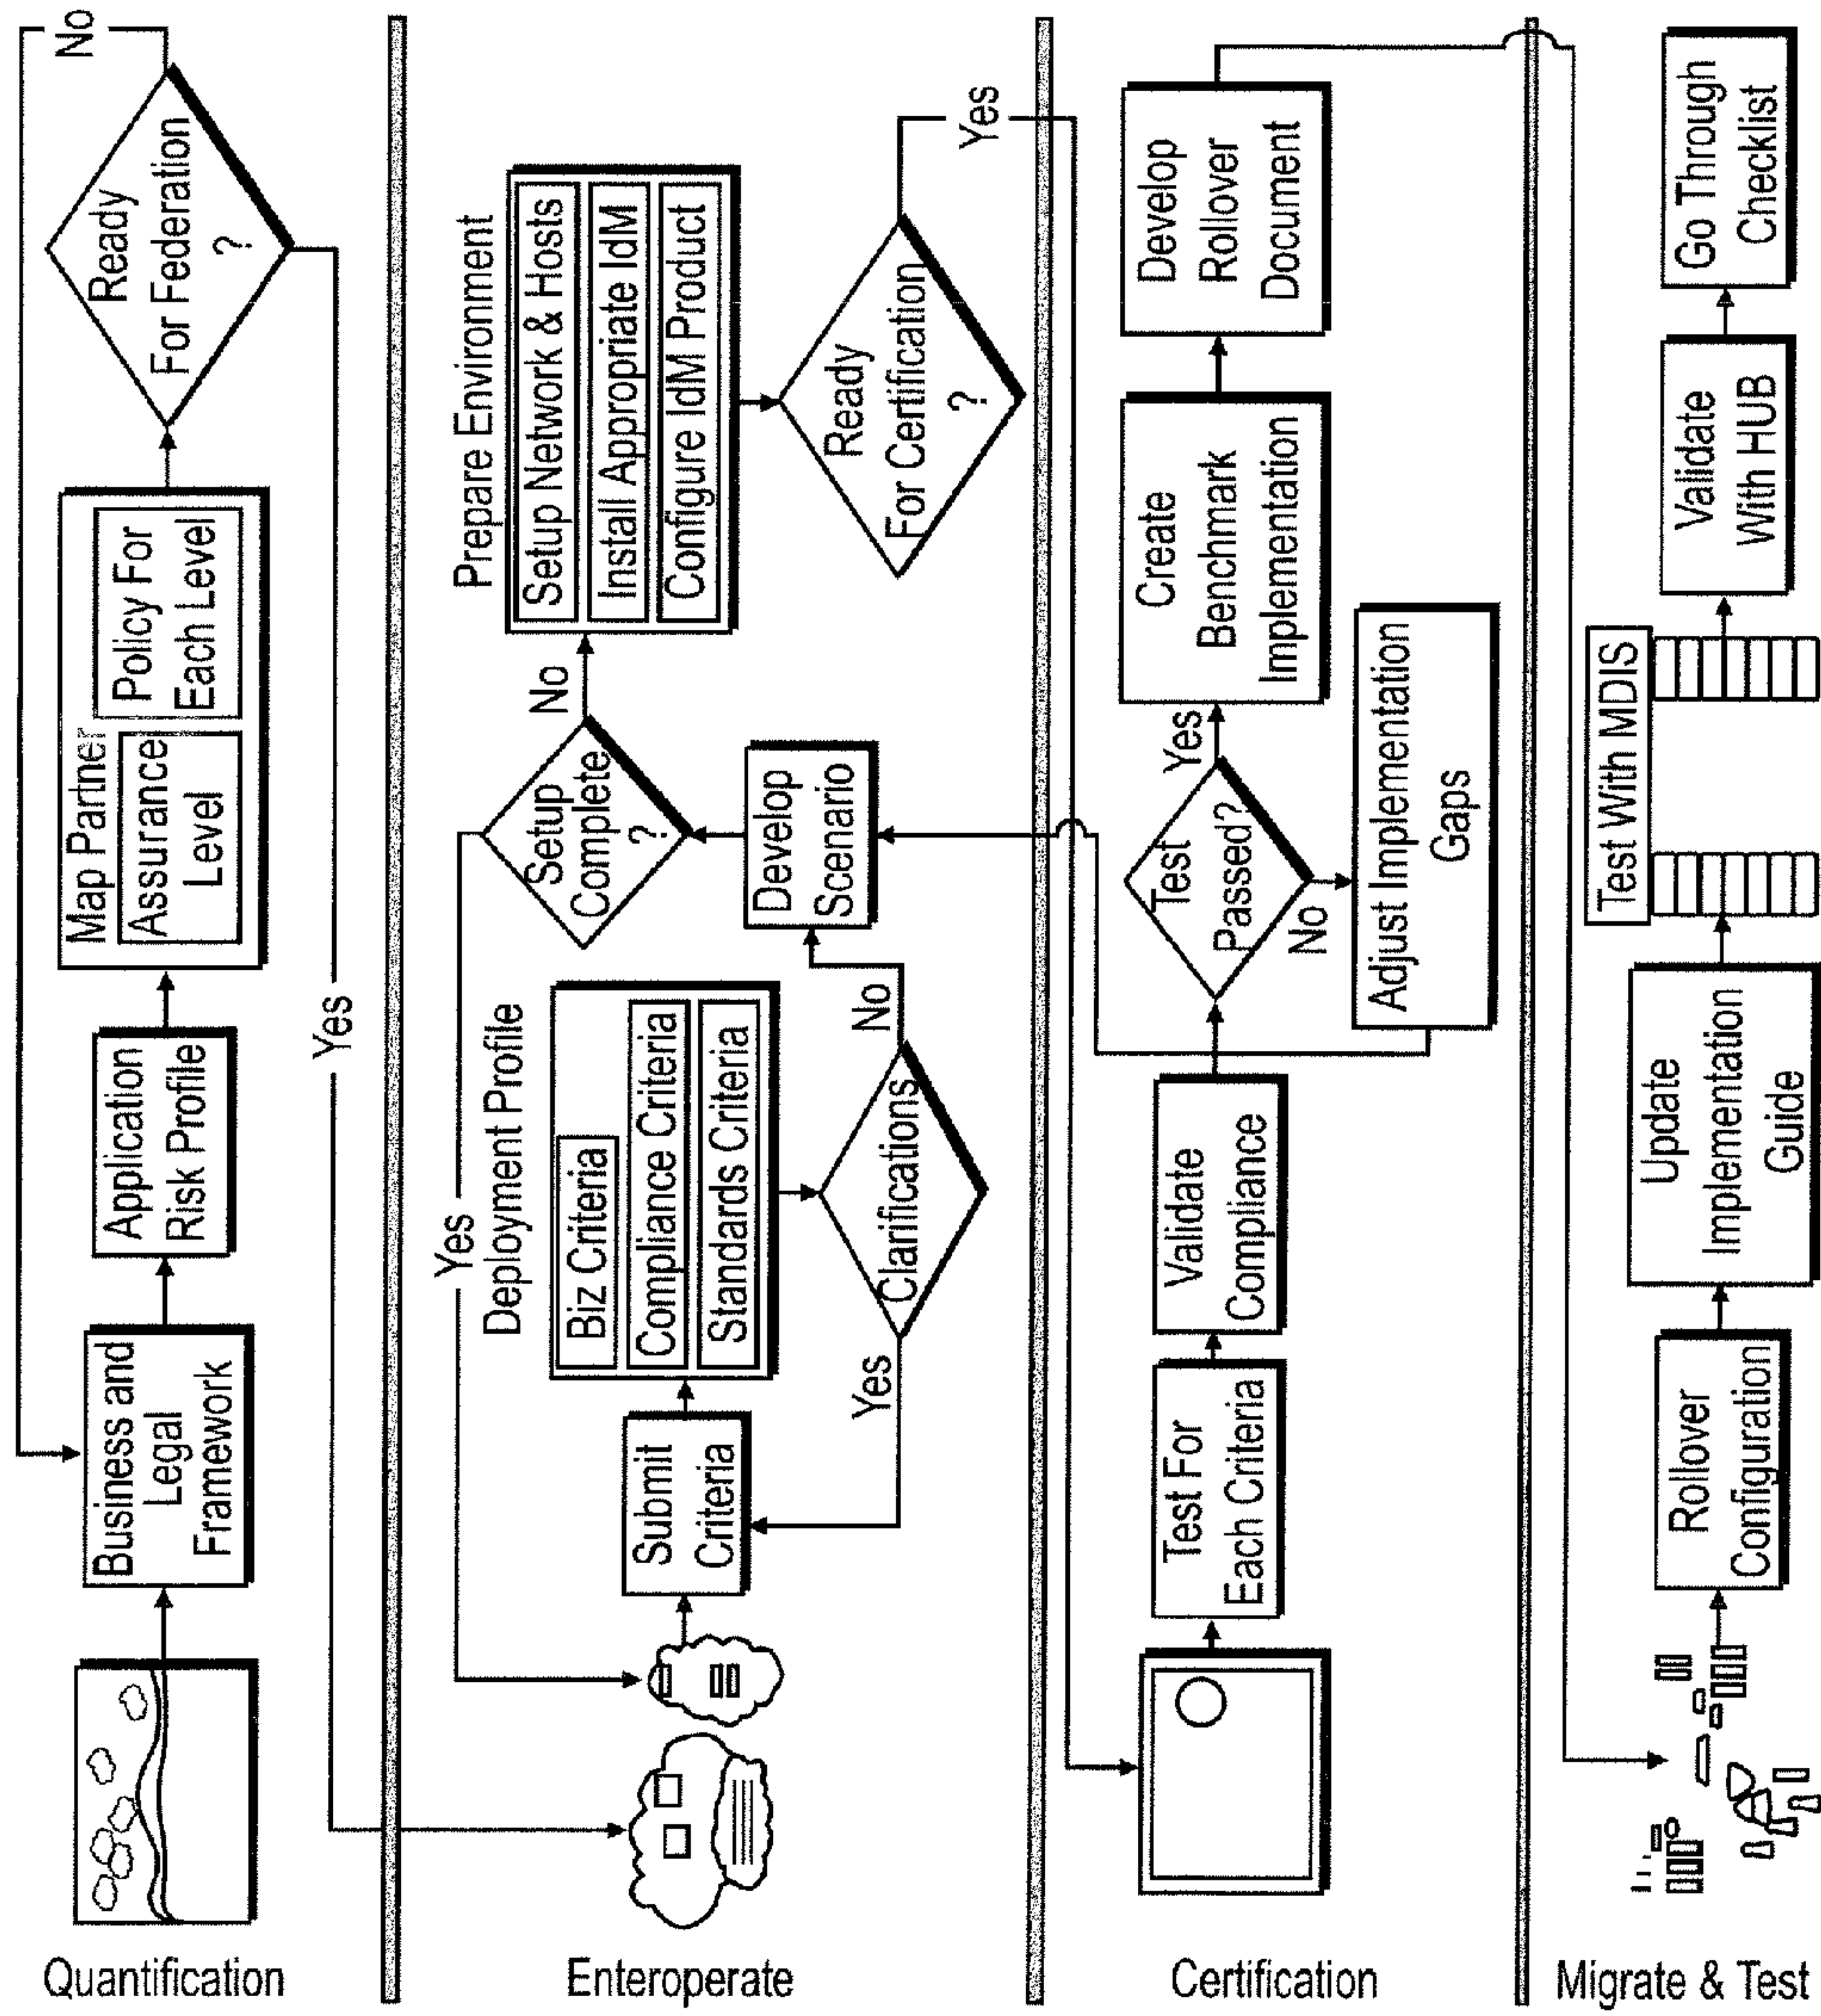 Quantification
Business and
Legal
Framework
Application
Risk Profile
Map Partner
Assurance
Level
Policy For
Each Level
Ready
For Federation
?
No
Yes
Enteroperate
Submit
Criteria
Deployment Profile
Biz Criteria
Compliance Criteria
Standards Criteria
Clarifications
Yes
No
Develop
Scenario
Setup
Complete
?
Yes
No
Prepare Environment
Setup Network & Hosts
Install Appropriate IdM
Configure IdM Product
Ready
For Certification
?
Yes
Certification
Test For
Each Criteria
Validate
Compliance
Test
Passed?
Yes
No
Adjust Implementation
Gaps
Create
Benchmark
Implementation
Develop
Rollover
Document
Migrate & Test
Rollover
Configuration
Update
Implementation
Guide
Test With MDIS
Validate
With HUB
Go Through
Checklist